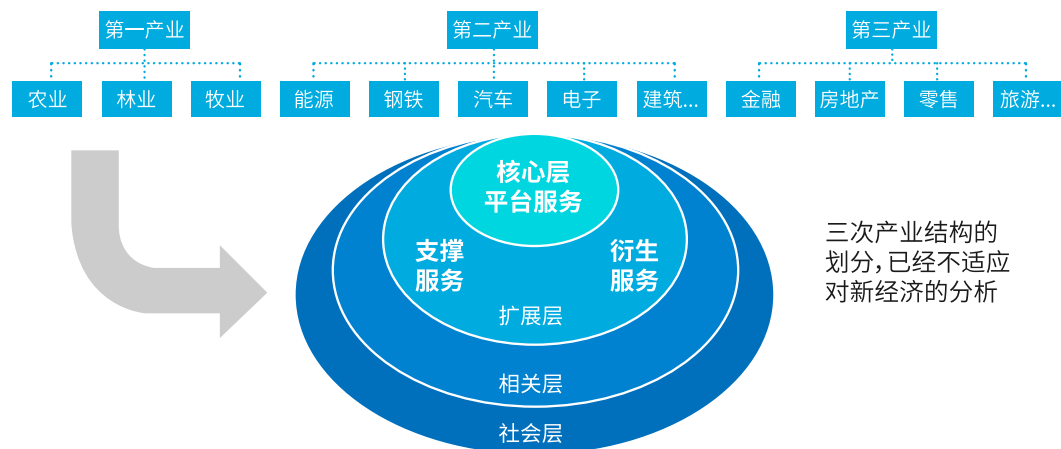 第一产业
第二产业
第三产业
农业
林业
牧业
能源
钢铁
汽车
电子
建筑...
金融
房地产
零售
旅游...
核心层
平台服务
支撑
服务
衍生
服务
扩展层
相关层
社会层
三次产业结构的
划分，已经不适应
对新经济的分析